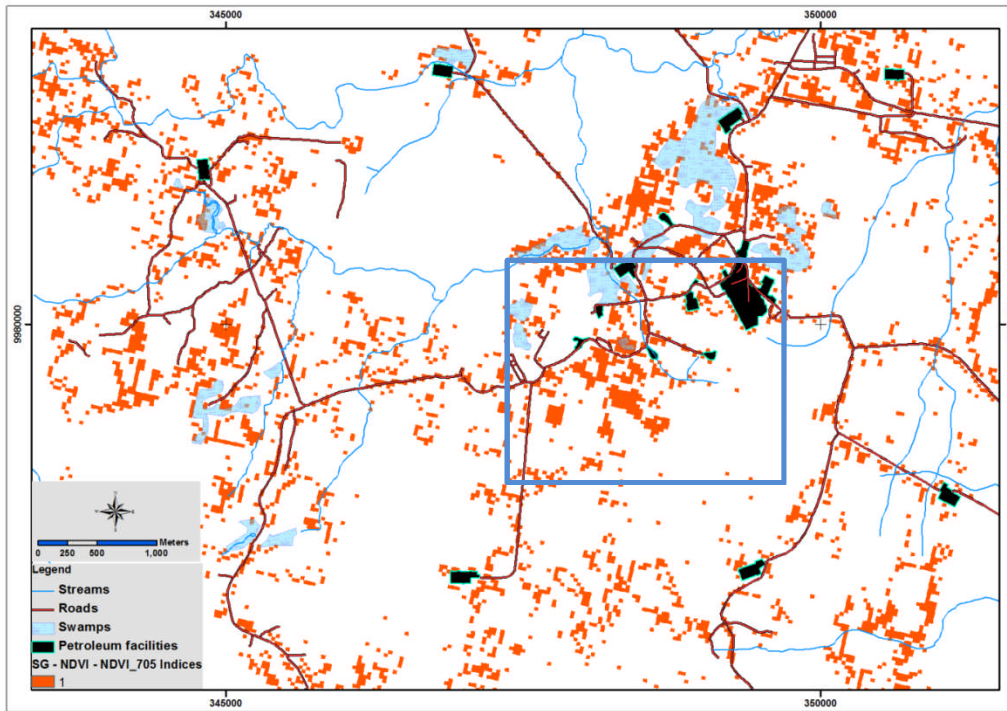 345000
350000
9980000
9980000
Meters
0 250 500 1,000
Legend
Streams
Roads
Swamps
Petroleum facilities
SG - NDVI - NDVI_705 Indices
1
345000
350000